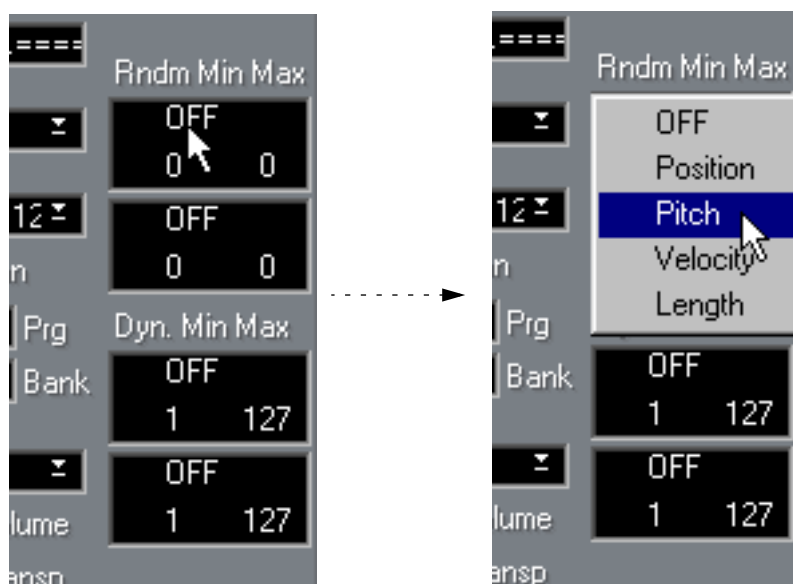 .====
Rndm Min Max
OFF
0 0
12
OFF
0 0
n
Prg
Dyn. Min Max
OFF
Bank
1 127
OFF
lume
1 127
ansp
.====
Rndm Min Max
OFF
Position
12
Pitch
n
Velocity
Length
Prg
OFF
Bank
1 127
OFF
lume
1 127
ansp